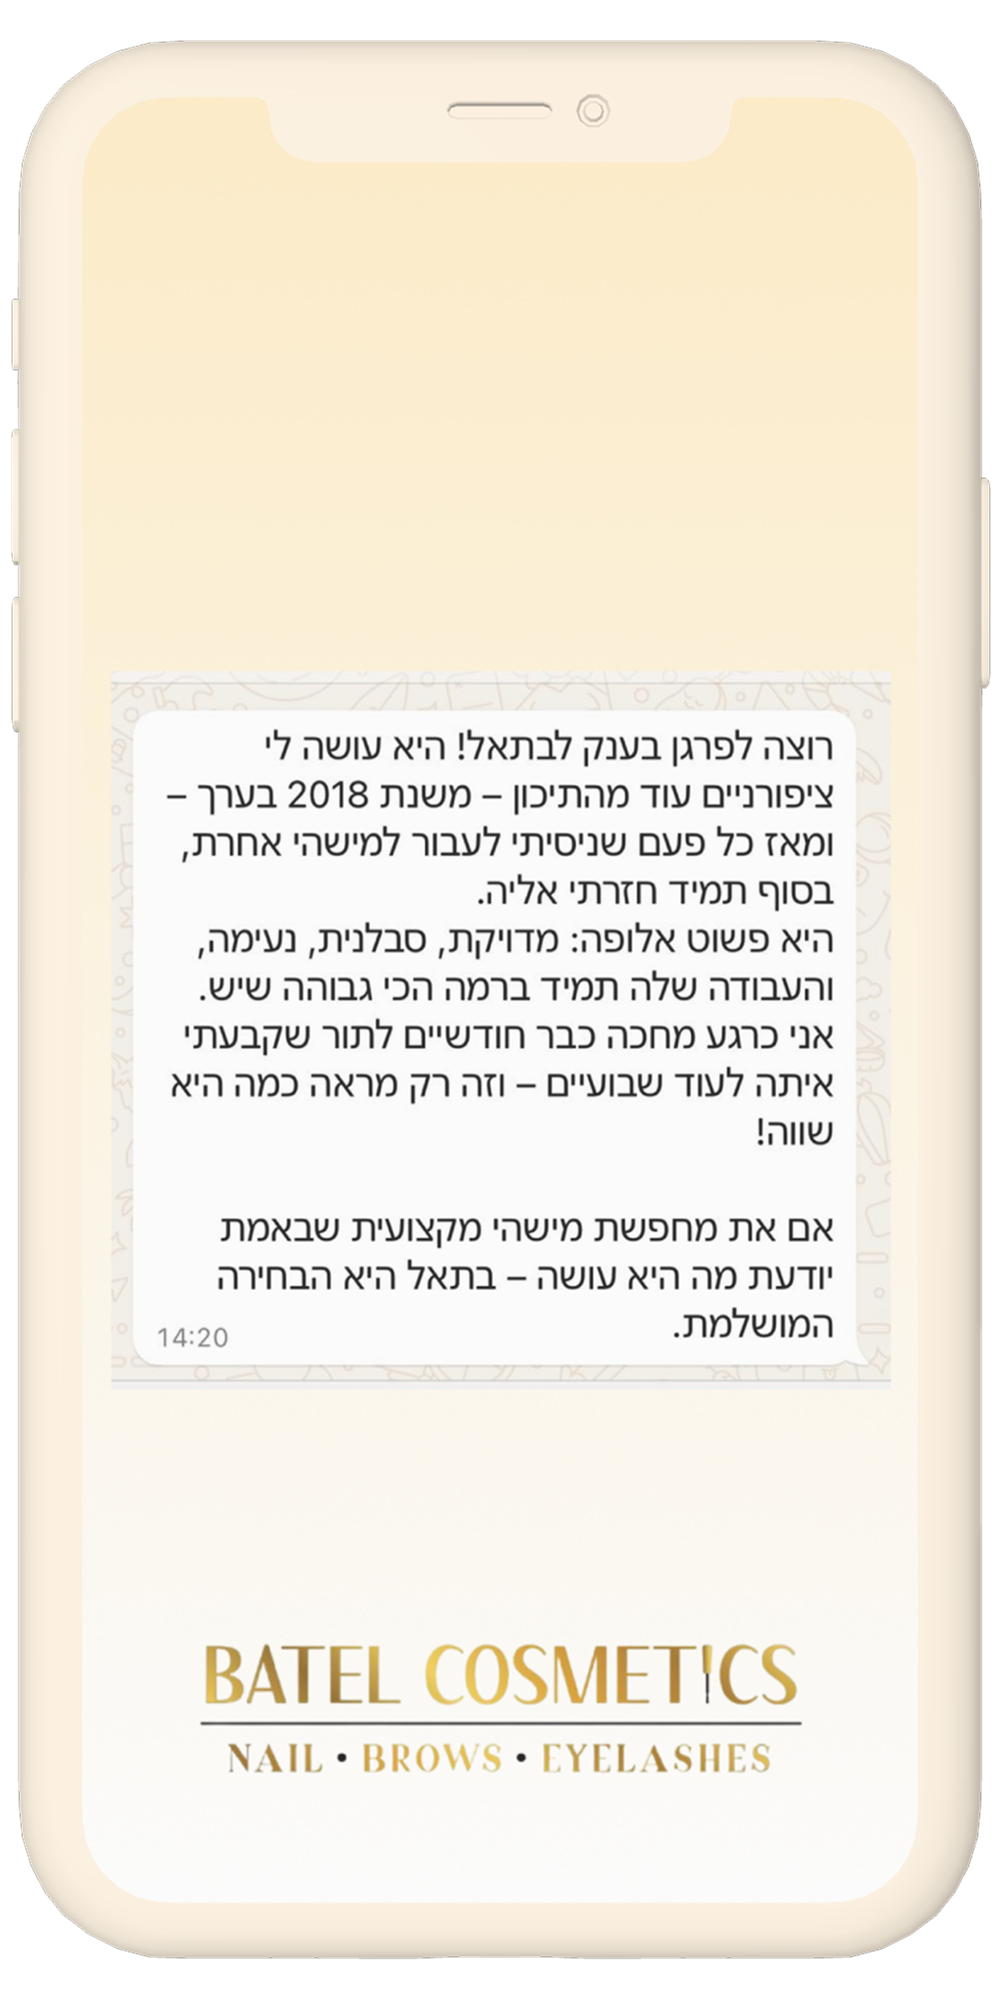 רוצה לפרגן בענק לבתאל! היא עושה לי
ציפורניים עוד מהתיכון – משנת 2018 בערך –
ומאז כל פעם שניסיתי לעבור למישהי אחרת,
בסוף תמיד חזרתי אליה.
היא פשוט אלופה: מדויקת, סבלנית, נעימה,
והעבודה שלה תמיד ברמה הכי גבוהה שיש.
אני כרגע מחכה כבר חודשיים לתור שקבעתי
איתה לעוד שבועיים – וזה רק מראה כמה היא
שווה!
אם את מחפשת מישהי מקצועית שבאמת
יודעת מה היא עושה – בתאל היא הבחירה
המושלמת.
14:20
BATEL COSMETICS
NAIL • BROWS • EYELASHES